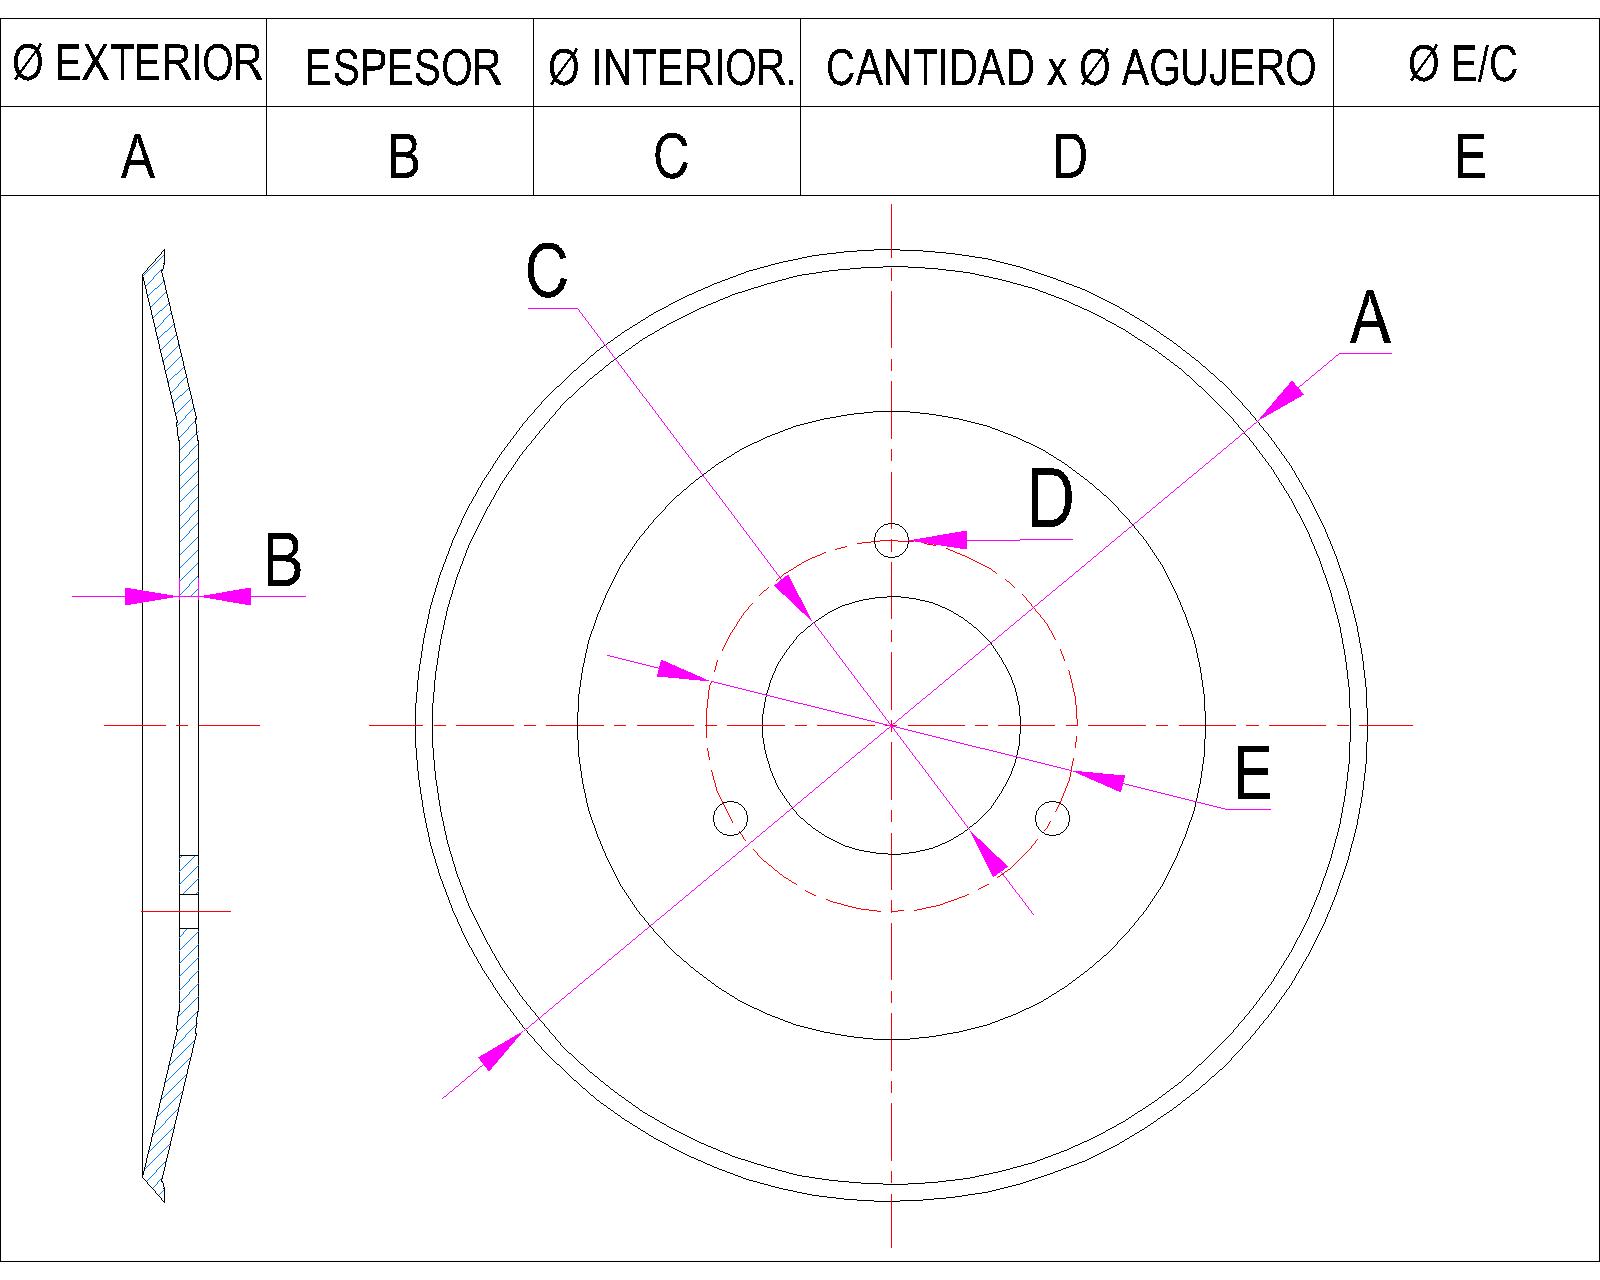 Ø EXTERIOR ESPESOR Ø INTERIOR. CANTIDAD x Ø AGUJERO Ø E/C
A B C D E
C
A
D
B
E